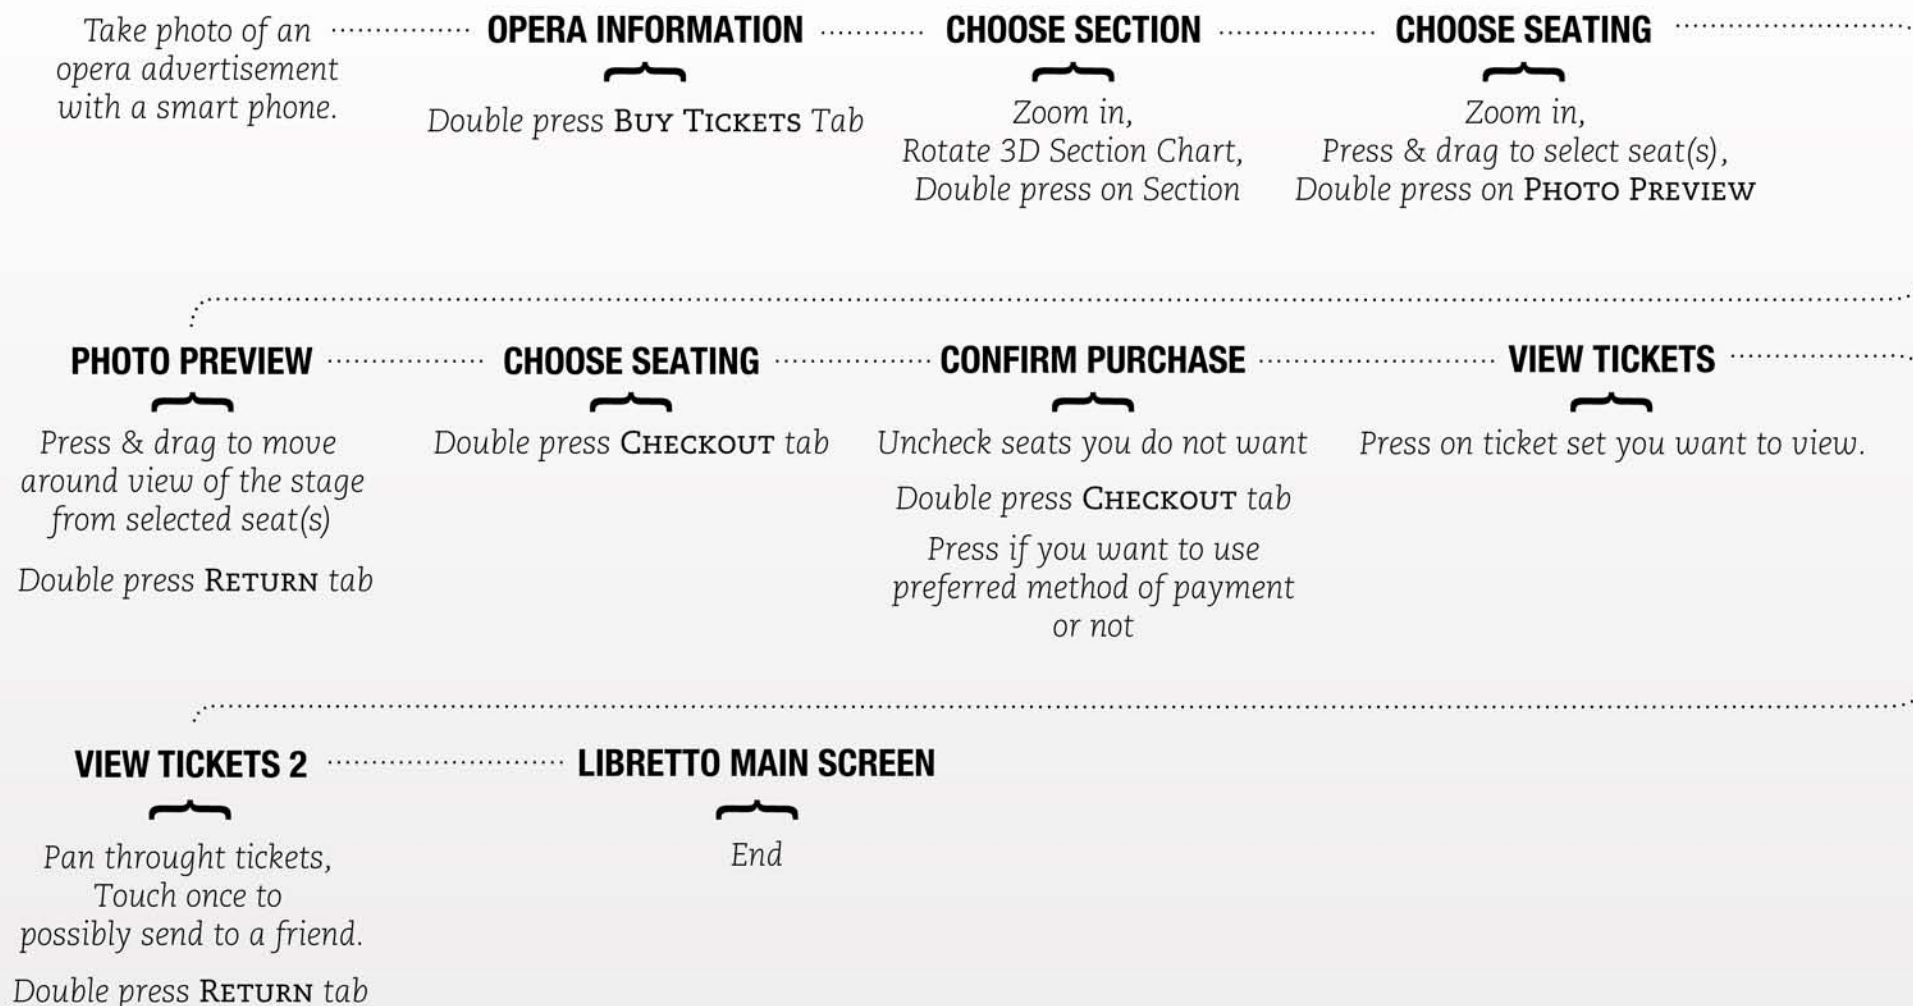 Take photo of an
opera advertisement
with a smart phone.
OPERA INFORMATION
Double press BUY TICKETS Tab
CHOOSE SECTION
Zoom in,
Rotate 3D Section Chart,
Double press on Section
CHOOSE SEATING
Zoom in,
Press & drag to select seat(s),
Double press on PHOTO PREVIEW
PHOTO PREVIEW
Press & drag to move
around view of the stage
from selected seat(s)
Double press RETURN tab
CHOOSE SEATING
Double press CHECKOUT tab
CONFIRM PURCHASE
Uncheck seats you do not want
Double press CHECKOUT tab
Press if you want to use
preferred method of payment
or not
VIEW TICKETS
Press on ticket set you want to view.
VIEW TICKETS 2
Pan throught tickets,
Touch once to
possibly send to a friend.
Double press RETURN tab
LIBRETTO MAIN SCREEN
End